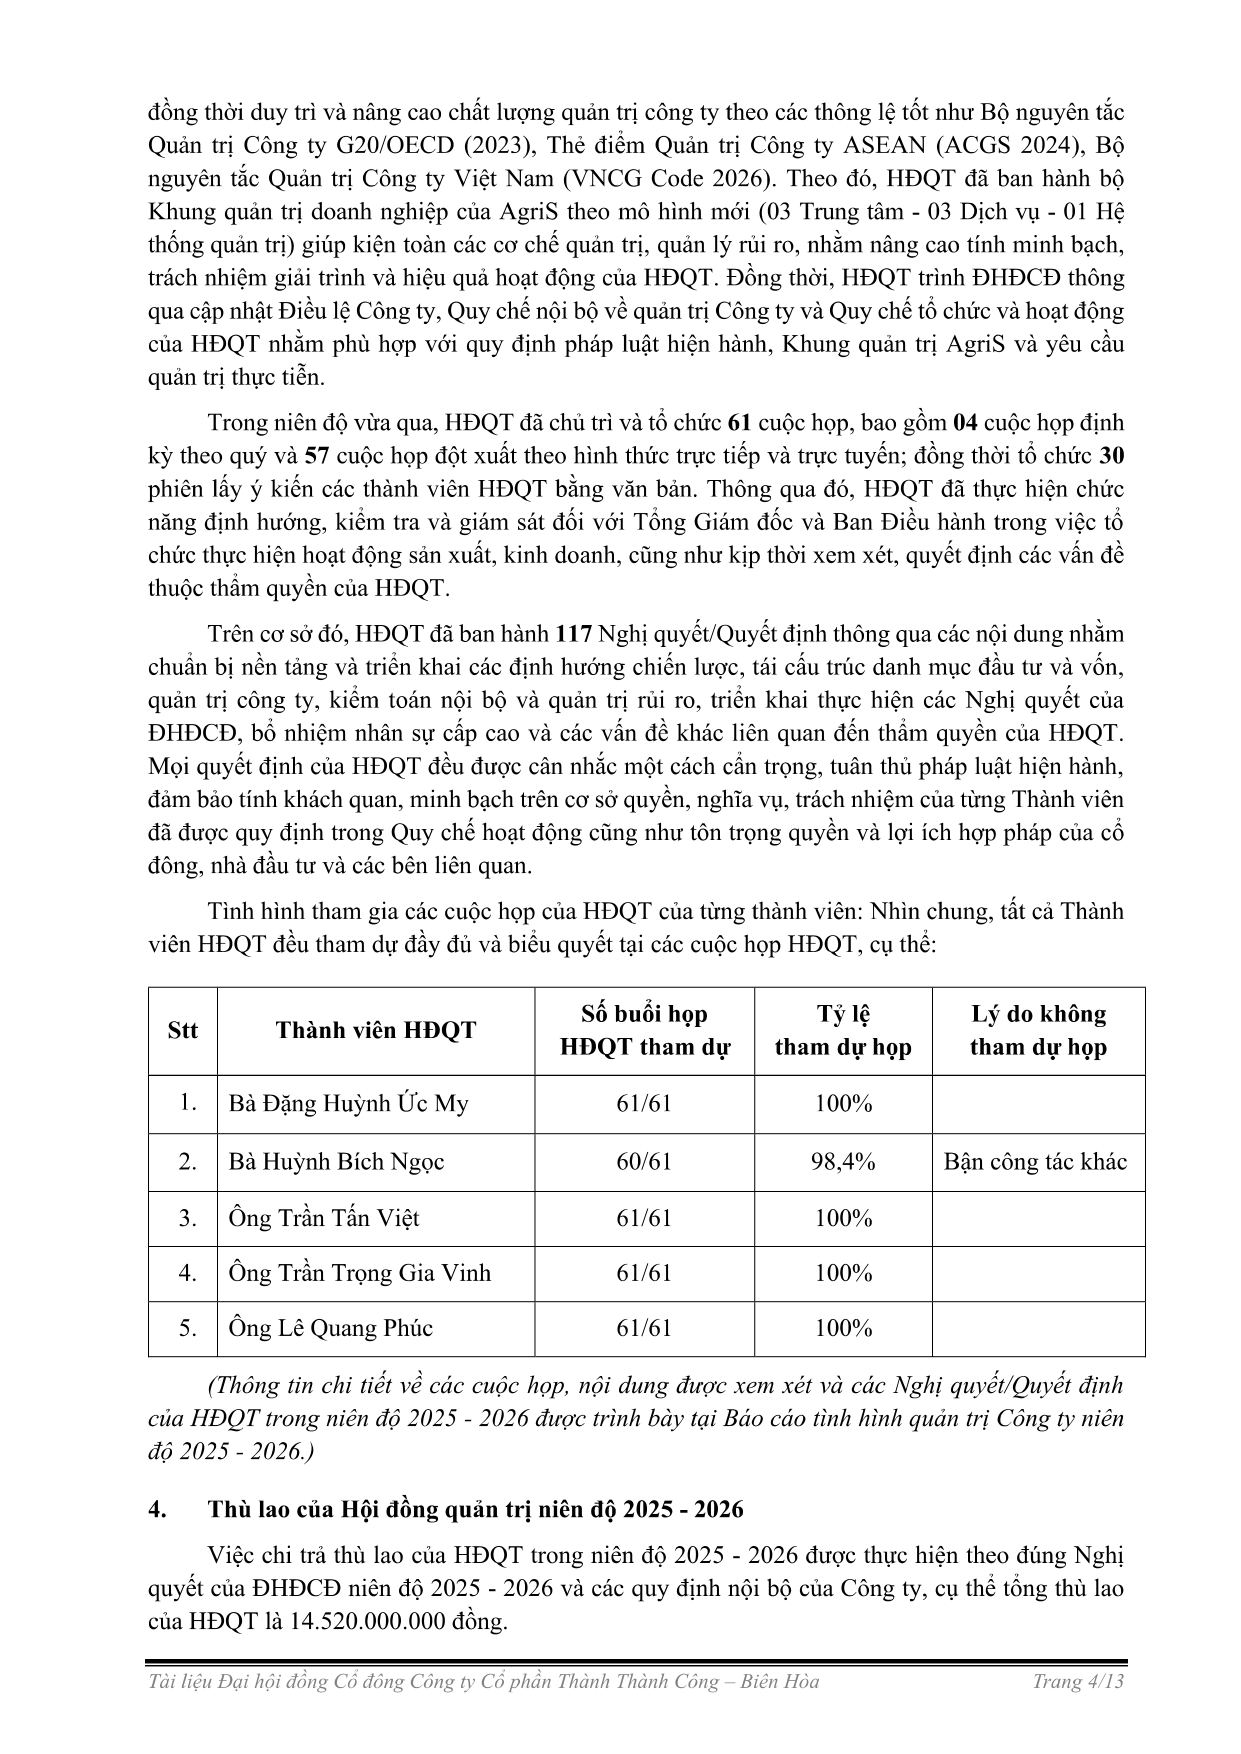 đồng thời duy trì và nâng cao chất lượng quản trị công ty theo các thông lệ tốt như Bộ nguyên tắc
Quản trị Công ty G20/OECD (2023), Thẻ điểm Quản trị Công ty ASEAN (ACGS 2024), Bộ
nguyên tắc Quản trị Công ty Việt Nam (VNCG Code 2026). Theo đó, HĐQT đã ban hành bộ
Khung quản trị doanh nghiệp của AgriS theo mô hình mới (03 Trung tâm - 03 Dịch vụ - 01 Hệ
thống quản trị) giúp kiện toàn các cơ chế quản trị, quản lý rủi ro, nhằm nâng cao tính minh bạch,
trách nhiệm giải trình và hiệu quả hoạt động của HĐQT. Đồng thời, HĐQT trình ĐHĐCĐ thông
qua cập nhật Điều lệ Công ty, Quy chế nội bộ về quản trị Công ty và Quy chế tổ chức và hoạt động
của HĐQT nhằm phù hợp với quy định pháp luật hiện hành, Khung quản trị AgriS và yêu cầu
quản trị thực tiễn.
Trong niên độ vừa qua, HĐQT đã chủ trì và tổ chức 61 cuộc họp, bao gồm 04 cuộc họp định
kỳ theo quý và 57 cuộc họp đột xuất theo hình thức trực tiếp và trực tuyến; đồng thời tổ chức 30
phiên lấy ý kiến các thành viên HĐQT bằng văn bản. Thông qua đó, HĐQT đã thực hiện chức
năng định hướng, kiểm tra và giám sát đối với Tổng Giám đốc và Ban Điều hành trong việc tổ
chức thực hiện hoạt động sản xuất, kinh doanh, cũng như kịp thời xem xét, quyết định các vấn đề
thuộc thẩm quyền của HĐQT.
Trên cơ sở đó, HĐQT đã ban hành 117 Nghị quyết/Quyết định thông qua các nội dung nhằm
chuẩn bị nền tảng và triển khai các định hướng chiến lược, tái cấu trúc danh mục đầu tư và vốn,
quản trị công ty, kiểm toán nội bộ và quản trị rủi ro, triển khai thực hiện các Nghị quyết của
ĐHĐCĐ, bổ nhiệm nhân sự cấp cao và các vấn đề khác liên quan đến thẩm quyền của HĐQT.
Mọi quyết định của HĐQT đều được cân nhắc một cách cẩn trọng, tuân thủ pháp luật hiện hành,
đảm bảo tính khách quan, minh bạch trên cơ sở quyền, nghĩa vụ, trách nhiệm của từng Thành viên
đã được quy định trong Quy chế hoạt động cũng như tôn trọng quyền và lợi ích hợp pháp của cổ
đông, nhà đầu tư và các bên liên quan.
Tình hình tham gia các cuộc họp của HĐQT của từng thành viên: Nhìn chung, tất cả Thành
viên HĐQT đều tham dự đầy đủ và biểu quyết tại các cuộc họp HĐQT, cụ thể:
Stt Thành viên HĐQT Số buổi họp HĐQT tham dự Tỷ lệ tham dự họp Lý do không tham dự họp
1. Bà Đặng Huỳnh Ức My 61/61 100%
2. Bà Huỳnh Bích Ngọc 60/61 98,4% Bận công tác khác
3. Ông Trần Tấn Việt 61/61 100%
4. Ông Trần Trọng Gia Vinh 61/61 100%
5. Ông Lê Quang Phúc 61/61 100%
(Thông tin chi tiết về các cuộc họp, nội dung được xem xét và các Nghị quyết/Quyết định
của HĐQT trong niên độ 2025 - 2026 được trình bày tại Báo cáo tình hình quản trị Công ty niên
độ 2025 - 2026.)
4. Thù lao của Hội đồng quản trị niên độ 2025 - 2026
Việc chi trả thù lao của HĐQT trong niên độ 2025 - 2026 được thực hiện theo đúng Nghị
quyết của ĐHĐCĐ niên độ 2025 - 2026 và các quy định nội bộ của Công ty, cụ thể tổng thù lao
của HĐQT là 14.520.000.000 đồng.
Tài liệu Đại hội đồng Cổ đông Công ty Cổ phần Thành Thành Công – Biên Hòa Trang 4/13